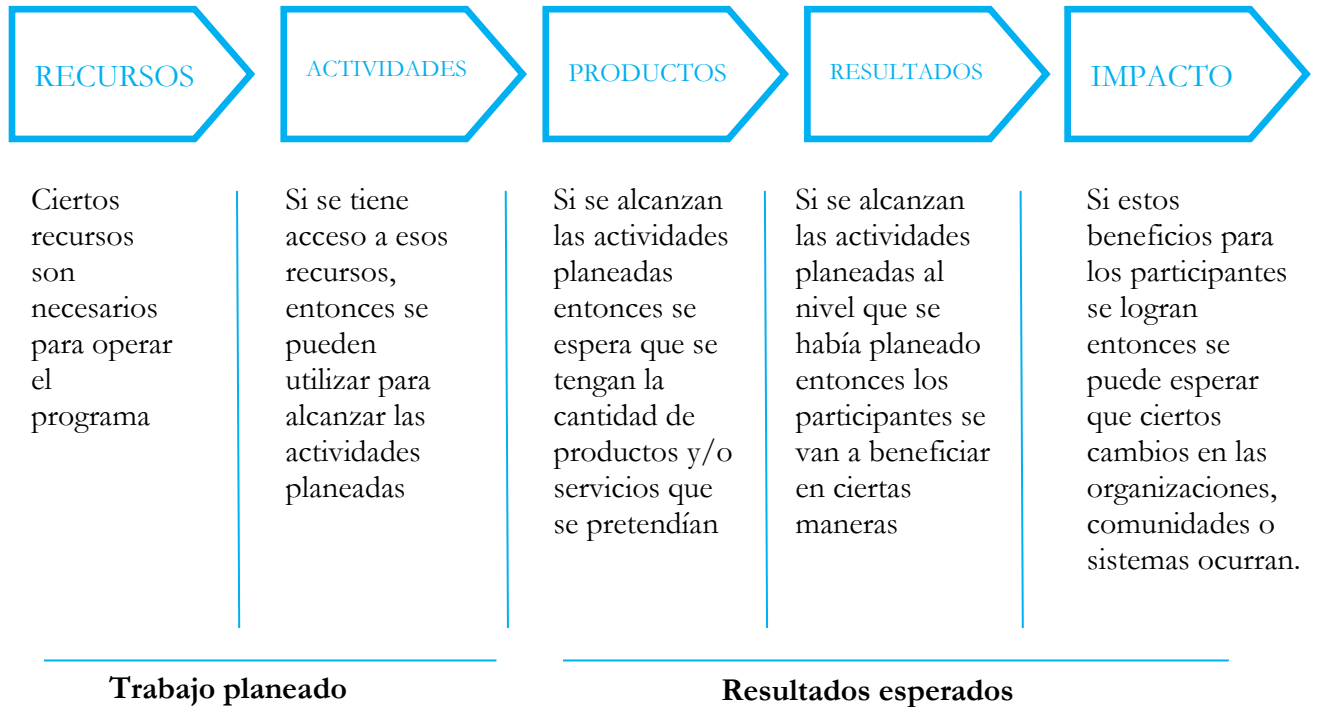 RECURSOS
ACTIVIDADES
PRODUCTOS
RESULTADOS
IMPACTO
Ciertos
recursos
son
necesarios
para operar
el
programa
Si se tiene
acceso a esos
recursos,
entonces se
pueden
utilizar para
alcanzar las
actividades
planeadas
Si se alcanzan
las actividades
planeadas
entonces se
espera que se
tengan la
cantidad de
productos y/o
servicios que
se pretendían
Si se alcanzan
las actividades
planeadas al
nivel que se
había planeado
entonces los
participantes se
van a beneficiar
en ciertas
maneras
Si estos
beneficios para
los participantes
se logran
entonces se
puede esperar
que ciertos
cambios en las
organizaciones,
comunidades o
sistemas ocurran.
Trabajo planeado
Resultados esperados